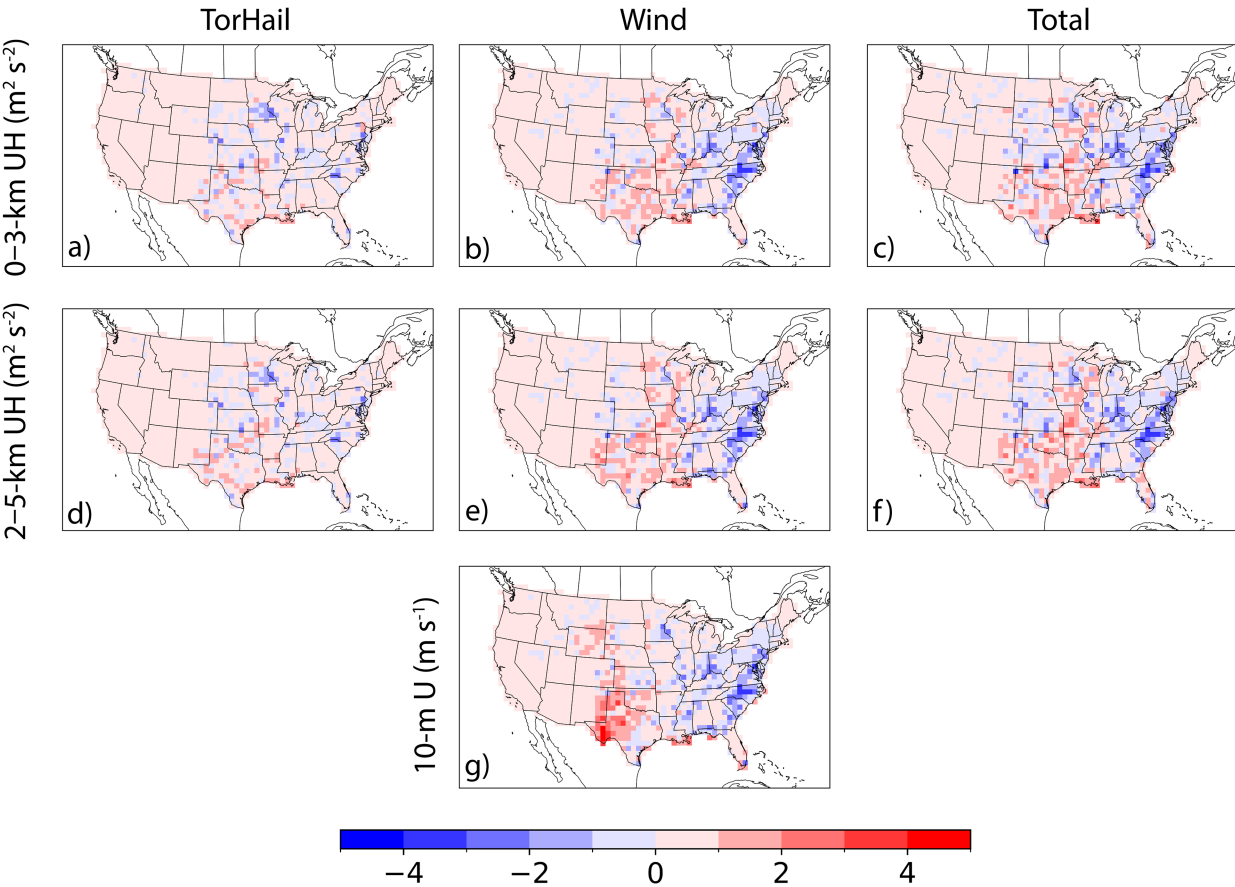 TorHail Wind Total
0−3-km UH (m² s⁻²)
a) b) c)
2−5-km UH (m² s⁻²)
d) e) f)
10-m U (m s⁻¹)
g)
−4 −2 0 2 4